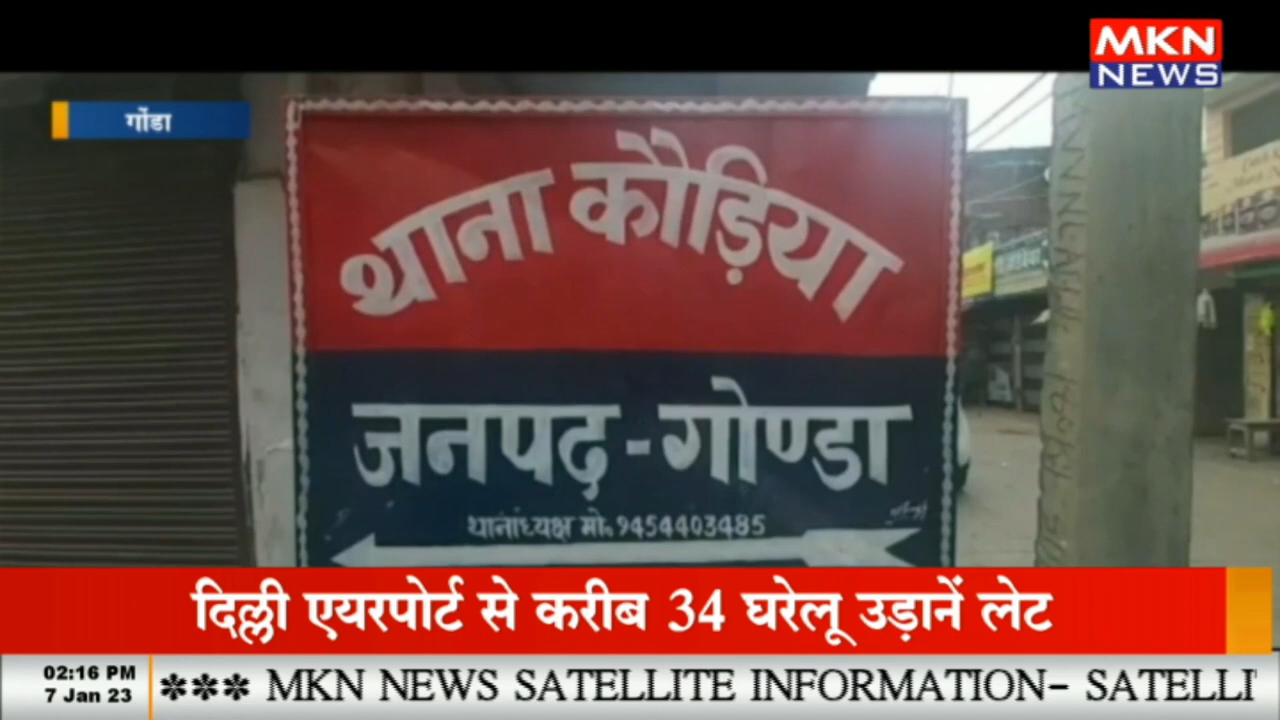 MKN
NEWS
गोंडा
थाना कौड़िया
जनपद - गोण्डा
थानाध्यक्ष मो. 9454403485
दिल्ली एयरपोर्ट से करीब 34 घरेलू उड़ानें लेट
02:16 PM
7 Jan 23
*** MKN NEWS SATELLITE INFORMATION- SATELLI